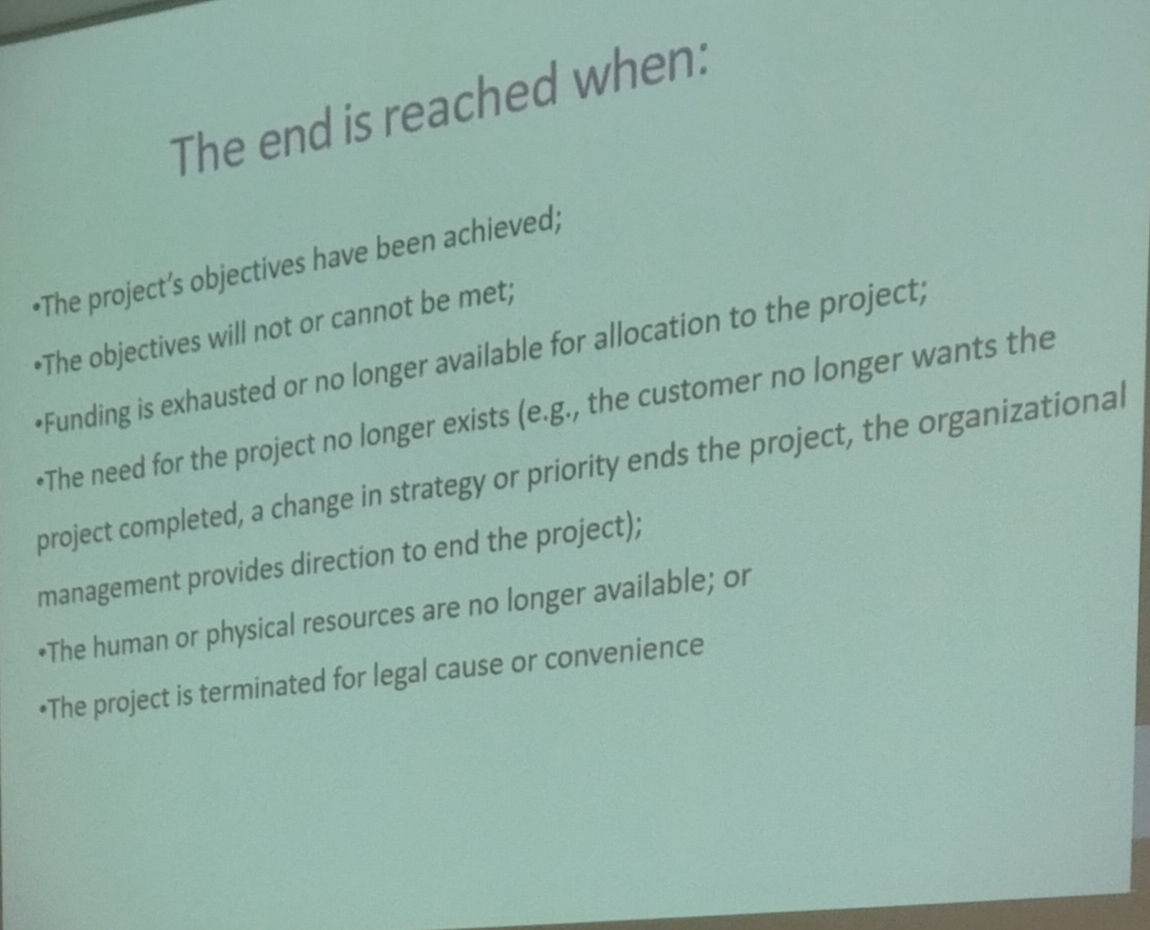 The end is reached when:
•The project's objectives have been achieved;
•The objectives will not or cannot be met;
•Funding is exhausted or no longer available for allocation to the project;
•The need for the project no longer exists (e.g., the customer no longer wants the
project completed, a change in strategy or priority ends the project, the organizational
management provides direction to end the project);
•The human or physical resources are no longer available; or
•The project is terminated for legal cause or convenience